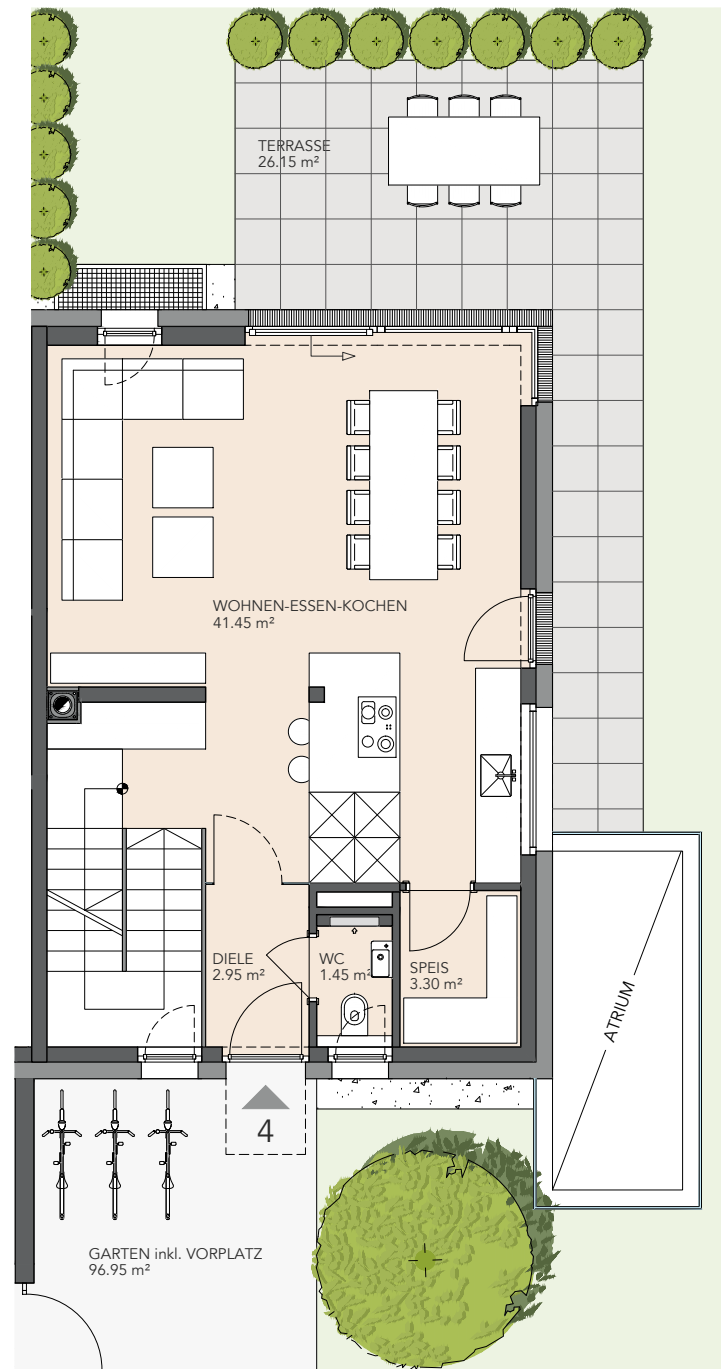 TERRASSE
26.15 m²
WOHNEN-ESSEN-KOCHEN
41.45 m²
DIELE
2.95 m²
WC
1.45 m²
SPEIS
3.30 m²
ATRIUM
4
GARTEN inkl. VORPLATZ
96.95 m²